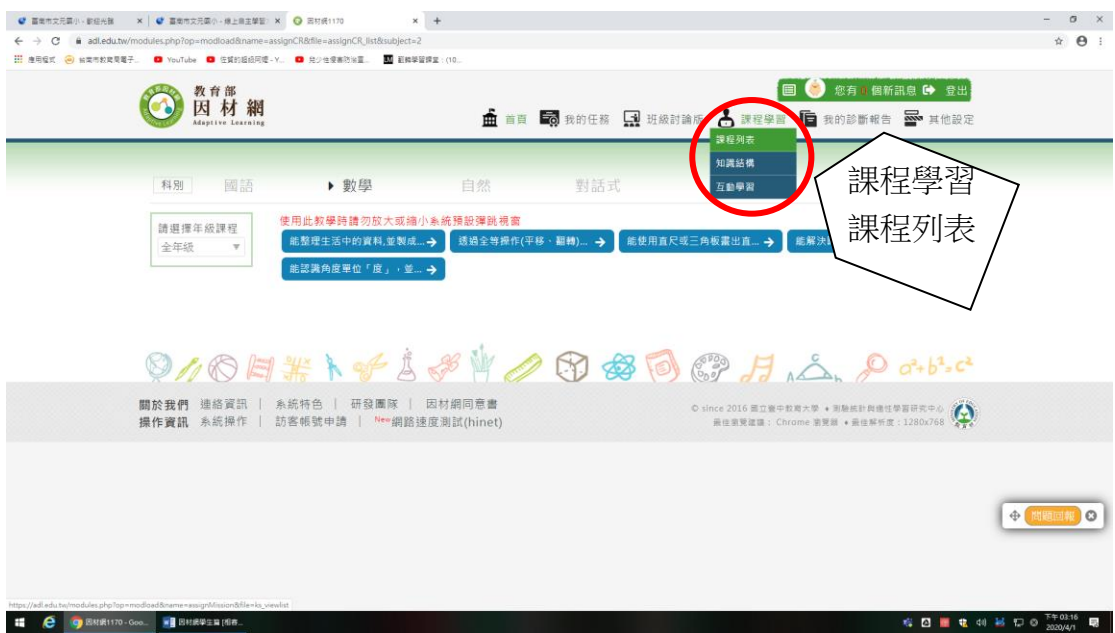 因材網1170
adl.edu.tw/modules.php?op=modload&name=assignCR&file=assignCR_list&subject=2
應用程式
YouTube
教育部
因材網
Adaptive Learning
您有
個新訊息
登出
首頁
我的任務
班級討論版
課程學習
我的診斷報告
其他設定
課程列表
知識結構
互動學習
課程學習
課程列表
科別
國語
數學
自然
對話式
請選擇年級課程
全年級
使用此教學時請勿放大或縮小系統預設彈跳視窗
能整理生活中的資料,並製成...
透過全等操作(平移、翻轉)...
能使用直尺或三角板畫出直...
能解決
能認識角度單位「度」，並...
a²+b²=c²
關於我們 連絡資訊 | 系統特色 | 研發團隊 | 因材網同意書
操作資訊 系統操作 | 訪客帳號申請 | New網路速度測試(hinet)
© since 2016 國立臺中教育大學 • 測驗統計與適性學習研究中心
最佳瀏覽建議： Chrome 瀏覽器 • 最佳解析度：1280x768
問題回報
https://adl.edu.tw/modules.php?op=modload&name=assignMission&file=ks_viewlist
因材網1170 - Goo...
下午 03:16
2020/4/1